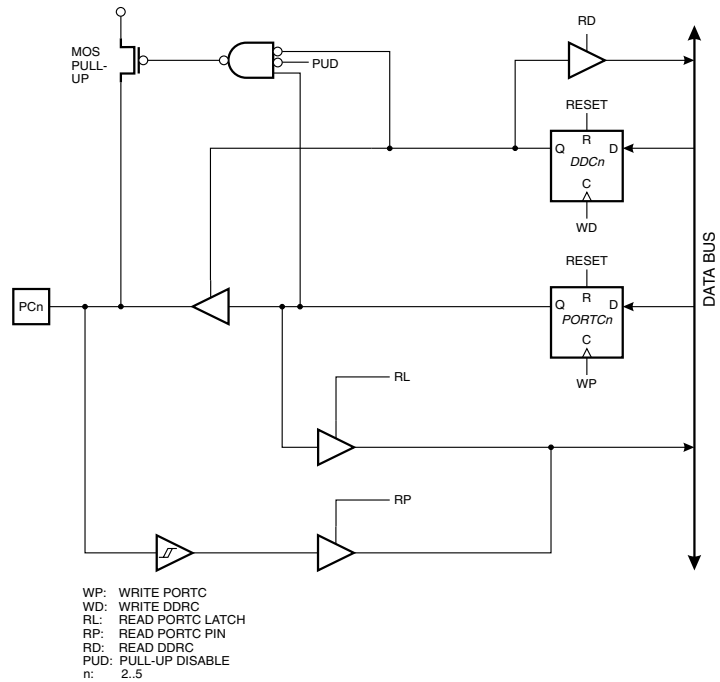 RD
MOS
PULL-
UP
PUD
RESET
R
Q D
DDCn
C
WD
DATA BUS
RESET
R
Q D
PORTCn
C
WP
PCn
RL
RP
WP: WRITE PORTC
WD: WRITE DDRC
RL: READ PORTC LATCH
RP: READ PORTC PIN
RD: READ DDRC
PUD: PULL-UP DISABLE
n: 2..5